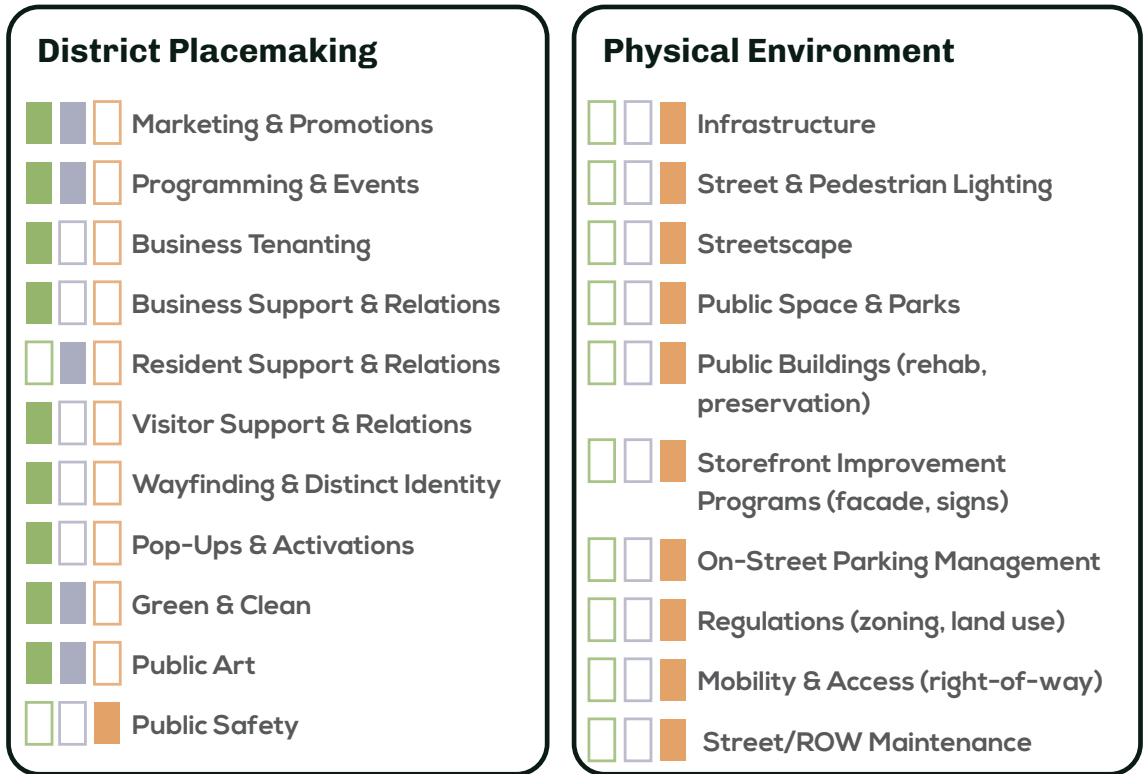 District Placemaking
Marketing & Promotions
Programming & Events
Business Tenanting
Business Support & Relations
Resident Support & Relations
Visitor Support & Relations
Wayfinding & Distinct Identity
Pop-Ups & Activations
Green & Clean
Public Art
Public Safety
Physical Environment
Infrastructure
Street & Pedestrian Lighting
Streetscape
Public Space & Parks
Public Buildings (rehab,
preservation)
Storefront Improvement
Programs (facade, signs)
On-Street Parking Management
Regulations (zoning, land use)
Mobility & Access (right-of-way)
Street/ROW Maintenance